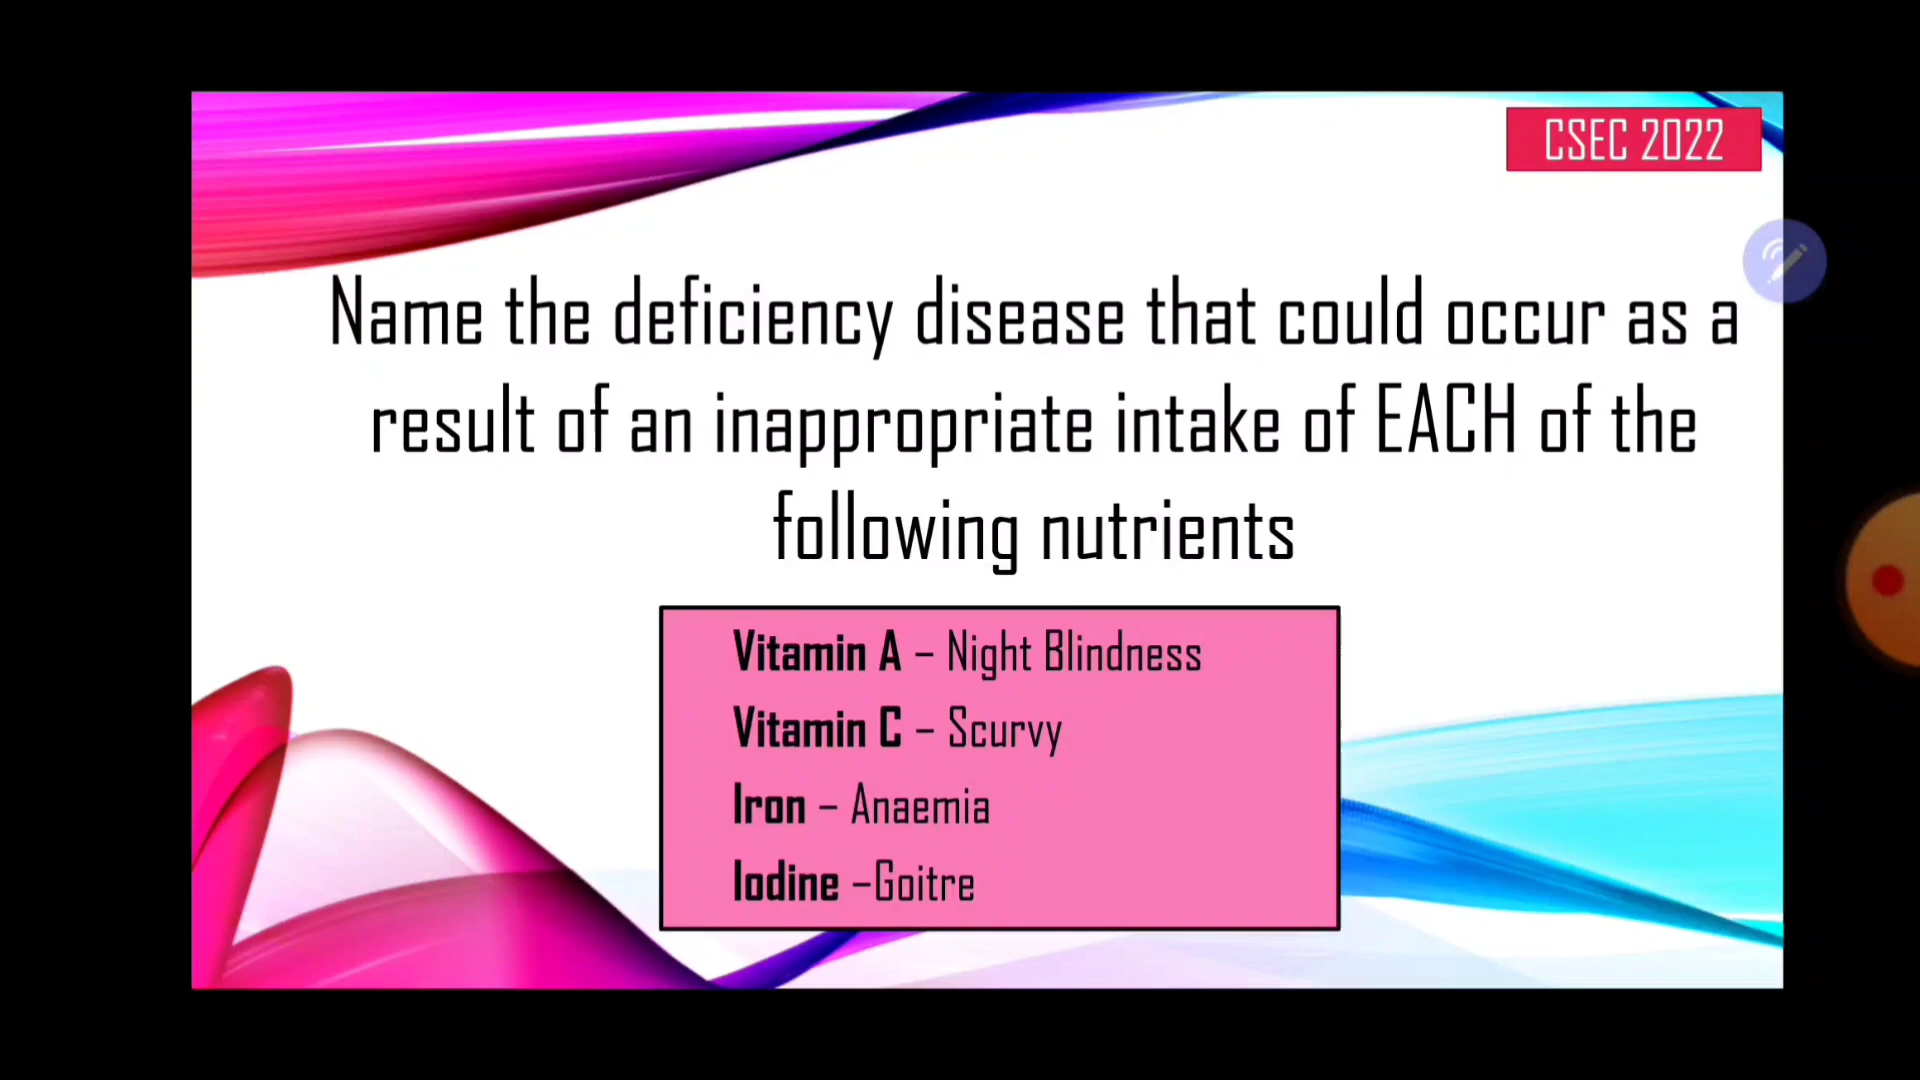 CSEC 2022
Name the deficiency disease that could occur as a
result of an inappropriate intake of EACH of the
following nutrients
Vitamin A – Night Blindness
Vitamin C – Scurvy
Iron – Anaemia
Iodine –Goitre